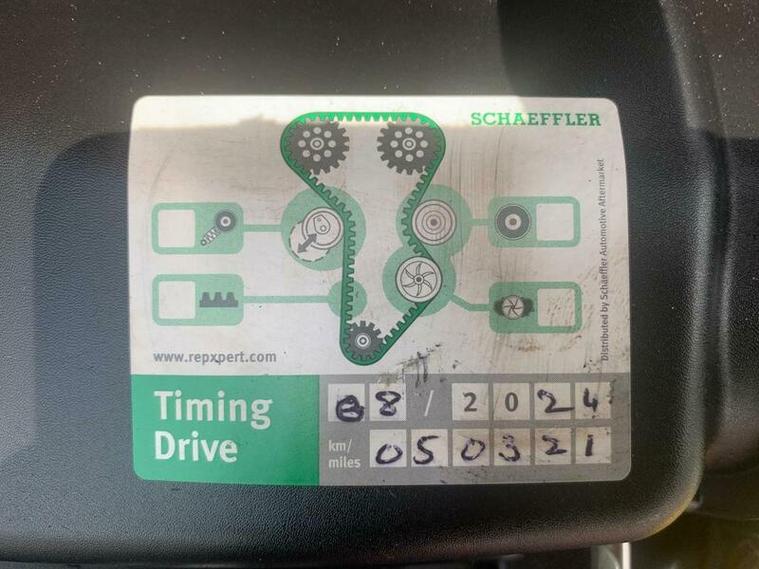 SCHAEFFLER
Distributed by Schaeffler Automotive Aftermarket
www.repxpert.com
Timing
Drive
08 / 2024
km/
miles
050321